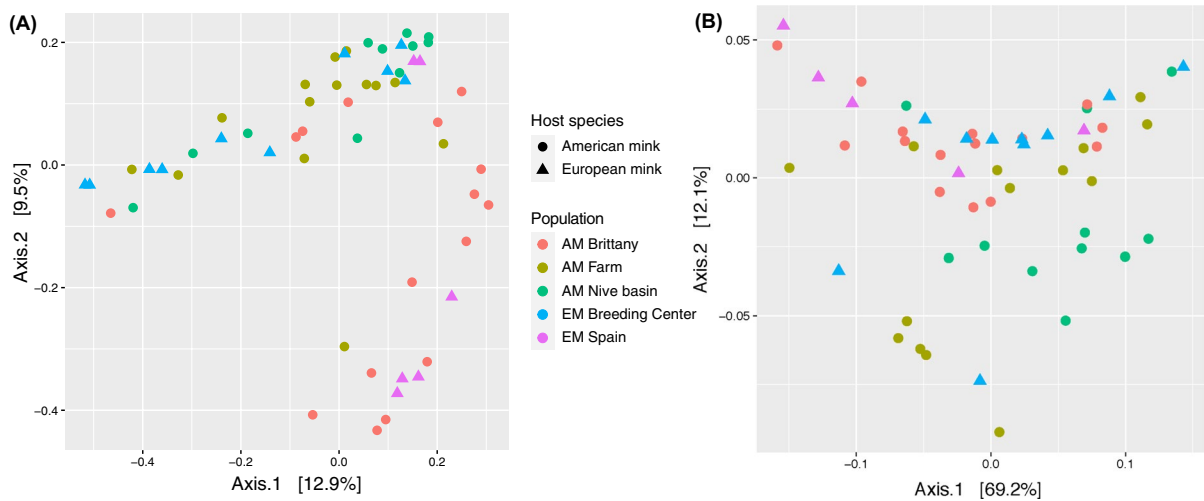 (A)
0.2
0.0
−0.2
−0.4
Axis.2 [9.5%]
−0.4
−0.2
0.0
0.2
Axis.1 [12.9%]
Host species
American mink
European mink
Population
AM Brittany
AM Farm
AM Nive basin
EM Breeding Center
EM Spain
(B)
0.05
0.00
−0.05
Axis.2 [12.1%]
−0.1
0.0
0.1
Axis.1 [69.2%]